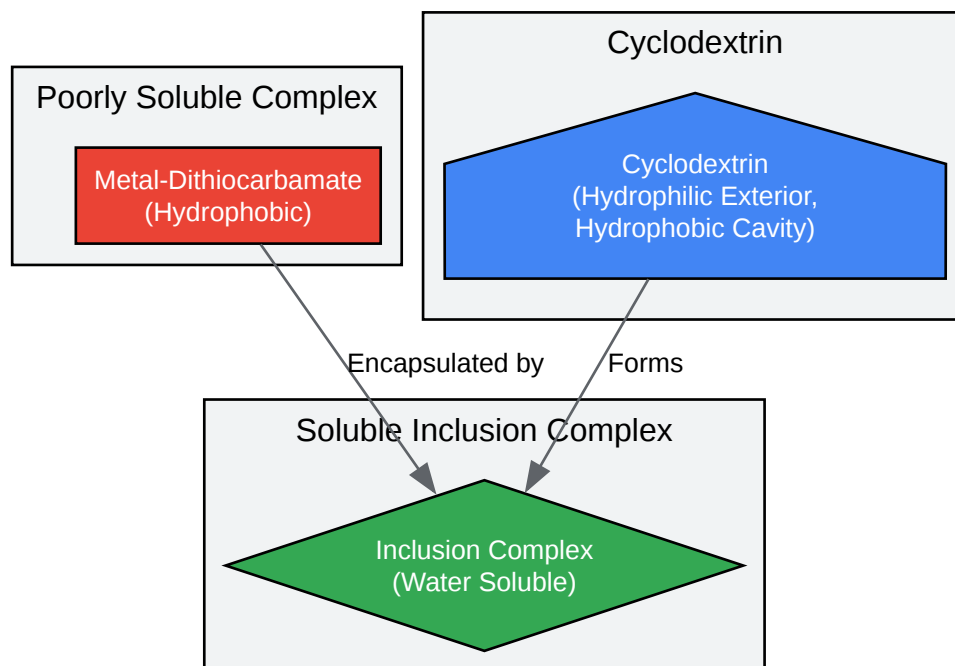 Poorly Soluble Complex
Metal-Dithiocarbamate
(Hydrophobic)
Cyclodextrin
Cyclodextrin
(Hydrophilic Exterior,
Hydrophobic Cavity)
Encapsulated by
Forms
Soluble Inclusion Complex
Inclusion Complex
(Water Soluble)